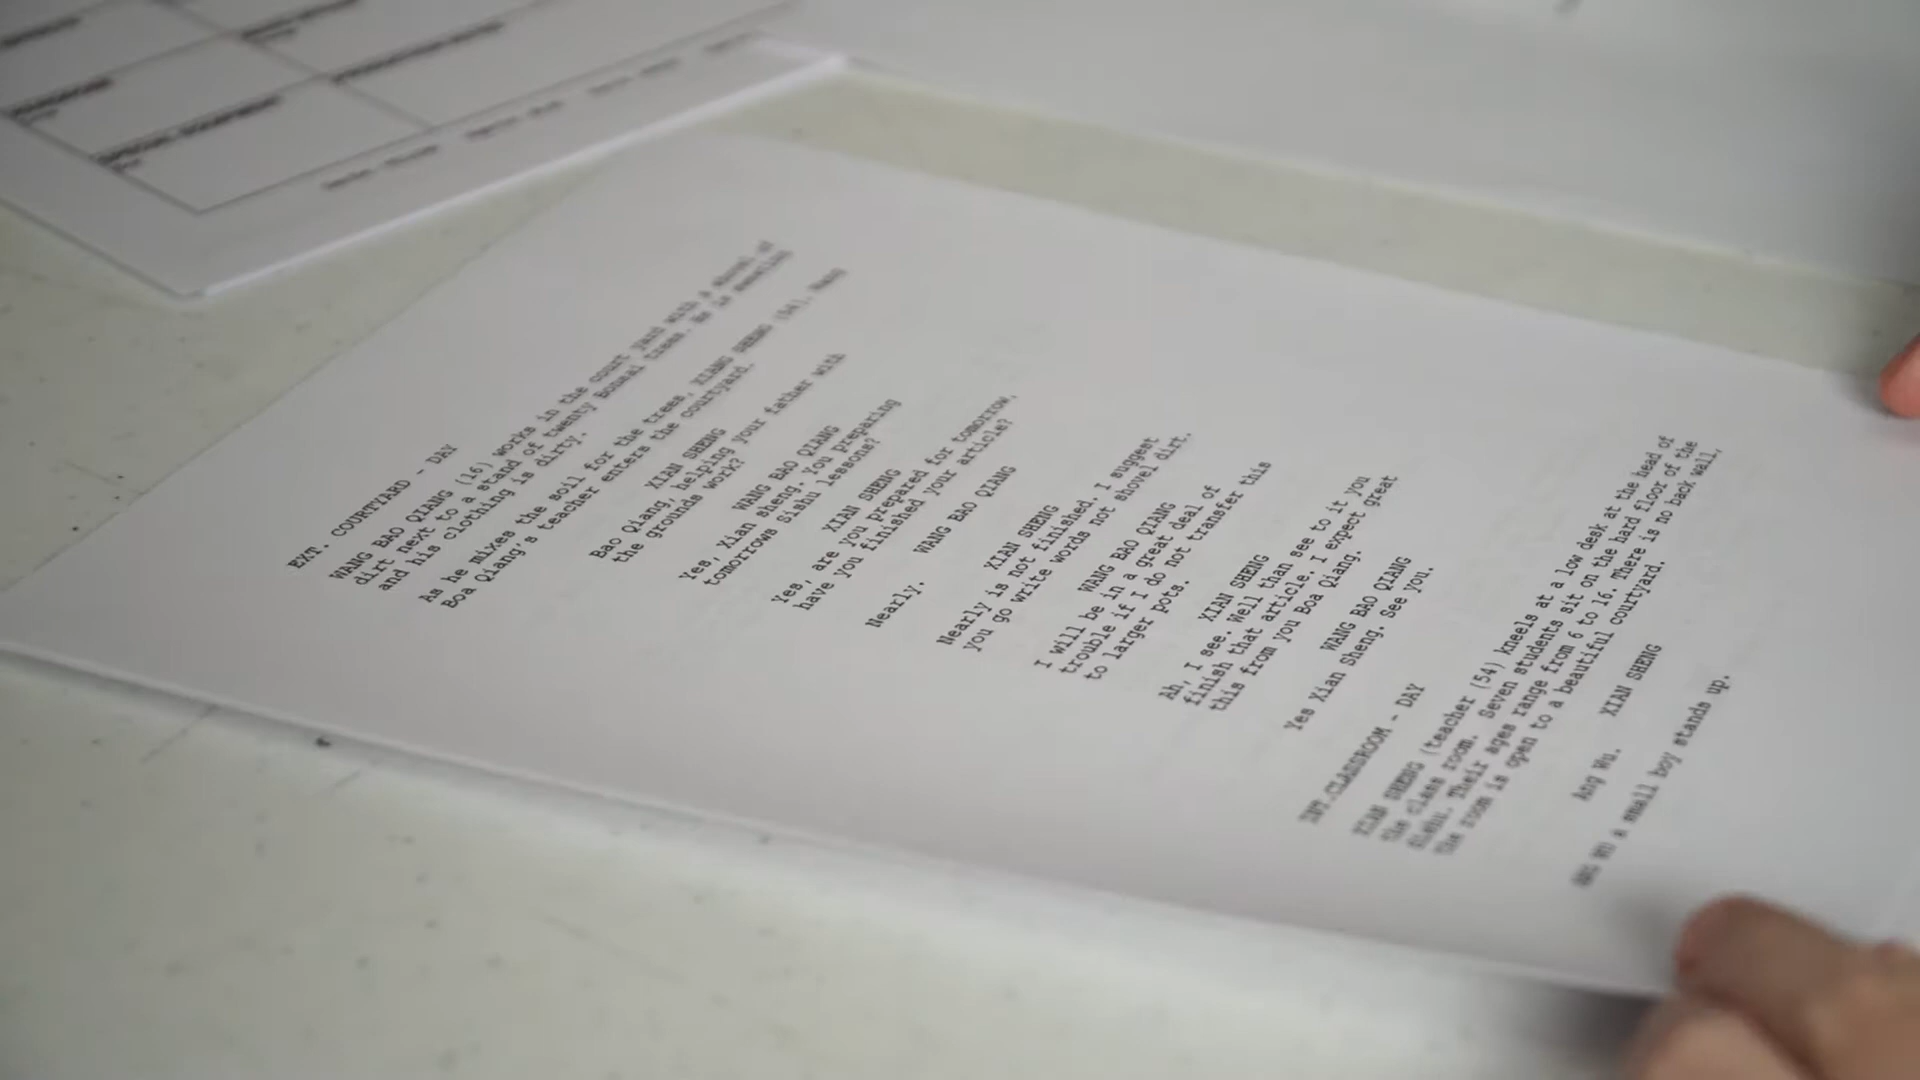 EXT. COURTYARD - DAY
WANG BAO QIANG (16) works in the court yard with a shovel of
dirt next to a stand of twenty Bonsai trees. He is sweating
and his clothing is dirty.
As he mixes the soil for the trees, XIANG SHENG (54), Wang
Boa Qiang's teacher enters the courtyard.
XIAN SHENG
Bao Qiang, helping your father with
the grounds work?
WANG BAO QIANG
Yes, Xian sheng. You preparing
tomorrows Sishu lessons?
XIAN SHENG
Yes, are you prepared for tomorrow,
have you finished your article?
WANG BAO QIANG
Nearly.
XIAN SHENG
Nearly is not finished. I suggest
you go write words not shovel dirt.
WANG BAO QIANG
I will be in a great deal of
trouble if I do not transfer this
to larger pots.
XIAN SHENG
Ah, I see. Well than see to it you
finish that article. I expect great
this from you Boa Qiang.
WANG BAO QIANG
Yes Xian Sheng. See you.
INT.CLASSROOM - DAY
XIAN SHENG (teacher (54) kneels at a low desk at the head of
the class room. Seven students sit on the hard floor of the
Sishu. Their ages range from 6 to 16. There is no back wall,
the room is open to a beautiful courtyard.
XIAN SHENG
Ang Wu.
ANG WU a small boy stands up.